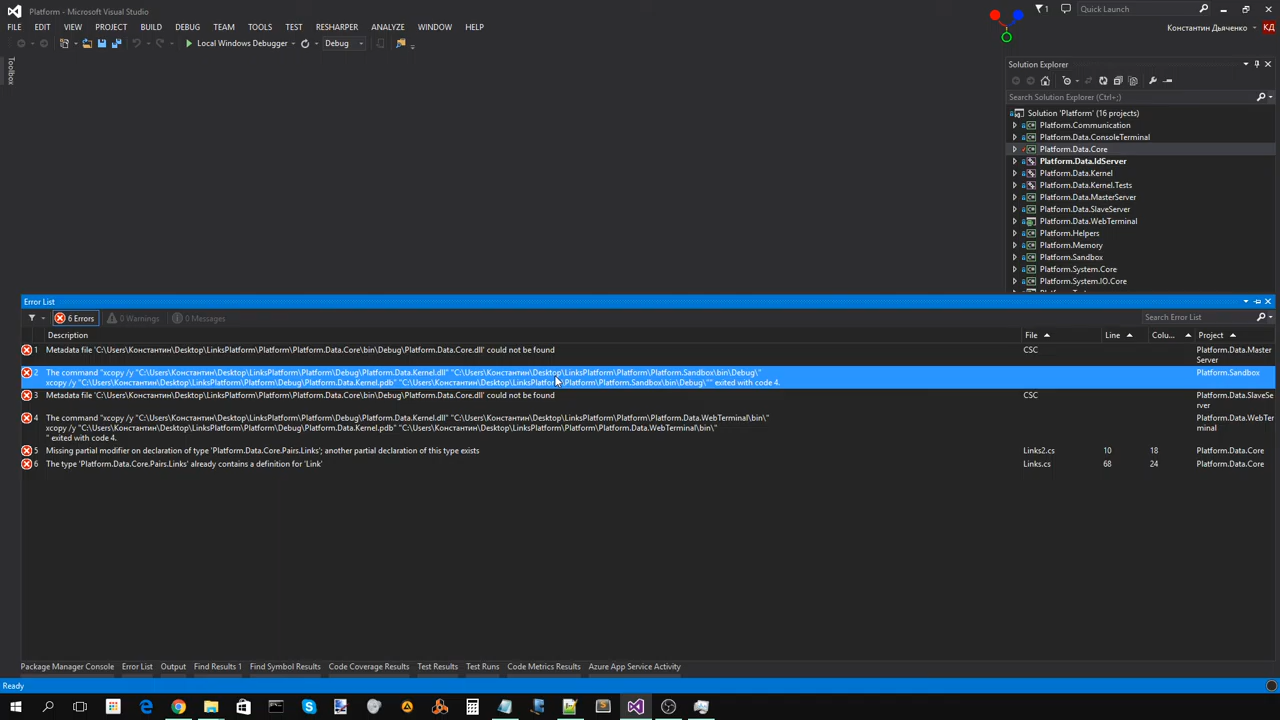 Platform - Microsoft Visual Studio
1
Quick Launch
FILE EDIT VIEW PROJECT BUILD DEBUG TEAM TOOLS TEST RESHARPER ANALYZE WINDOW HELP
Константин Дьяченко КД
Local Windows Debugger
Debug
Toolbox
Solution Explorer
Search Solution Explorer (Ctrl+;)
Solution 'Platform' (16 projects)
Platform.Communication
Platform.Data.ConsoleTerminal
Platform.Data.Core
Platform.Data.IdServer
Platform.Data.Kernel
Platform.Data.Kernel.Tests
Platform.Data.MasterServer
Platform.Data.SlaveServer
Platform.Data.WebTerminal
Platform.Helpers
Platform.Memory
Platform.Sandbox
Platform.System.Core
Platform.System.IO.Core
Error List
6 Errors 0 Warnings 0 Messages
Search Error List
Description File Line Colu... Project
1 Metadata file 'C:\Users\Константин\Desktop\LinksPlatform\Platform\Platform.Data.Core\bin\Debug\Platform.Data.Core.dll' could not be found CSC Platform.Data.Master
Server
2 The command "xcopy /y "C:\Users\Константин\Desktop\LinksPlatform\Platform\Debug\Platform.Data.Kernel.dll" "C:\Users\Константин\Desktop\LinksPlatform\Platform\Platform.Sandbox\bin\Debug\" Platform.Sandbox
xcopy /y "C:\Users\Константин\Desktop\LinksPlatform\Platform\Debug\Platform.Data.Kernel.pdb" "C:\Users\Константин\Desktop\LinksPlatform\Platform\Platform.Sandbox\bin\Debug\"" exited with code 4.
3 Metadata file 'C:\Users\Константин\Desktop\LinksPlatform\Platform\Platform.Data.Core\bin\Debug\Platform.Data.Core.dll' could not be found CSC Platform.Data.SlaveSe
rver
4 The command "xcopy /y "C:\Users\Константин\Desktop\LinksPlatform\Platform\Debug\Platform.Data.Kernel.dll" "C:\Users\Константин\Desktop\LinksPlatform\Platform\Platform.Data.WebTerminal\bin\" Platform.Data.WebTer
xcopy /y "C:\Users\Константин\Desktop\LinksPlatform\Platform\Debug\Platform.Data.Kernel.pdb" "C:\Users\Константин\Desktop\LinksPlatform\Platform\Platform.Data.WebTerminal\bin\" minal
" exited with code 4.
5 Missing partial modifier on declaration of type 'Platform.Data.Core.Pairs.Links'; another partial declaration of this type exists Links2.cs 10 18 Platform.Data.Core
6 The type 'Platform.Data.Core.Pairs.Links' already contains a definition for 'Link' Links.cs 68 24 Platform.Data.Core
Package Manager Console Error List Output Find Results 1 Find Symbol Results Code Coverage Results Test Results Test Runs Code Metrics Results Azure App Service Activity
Ready